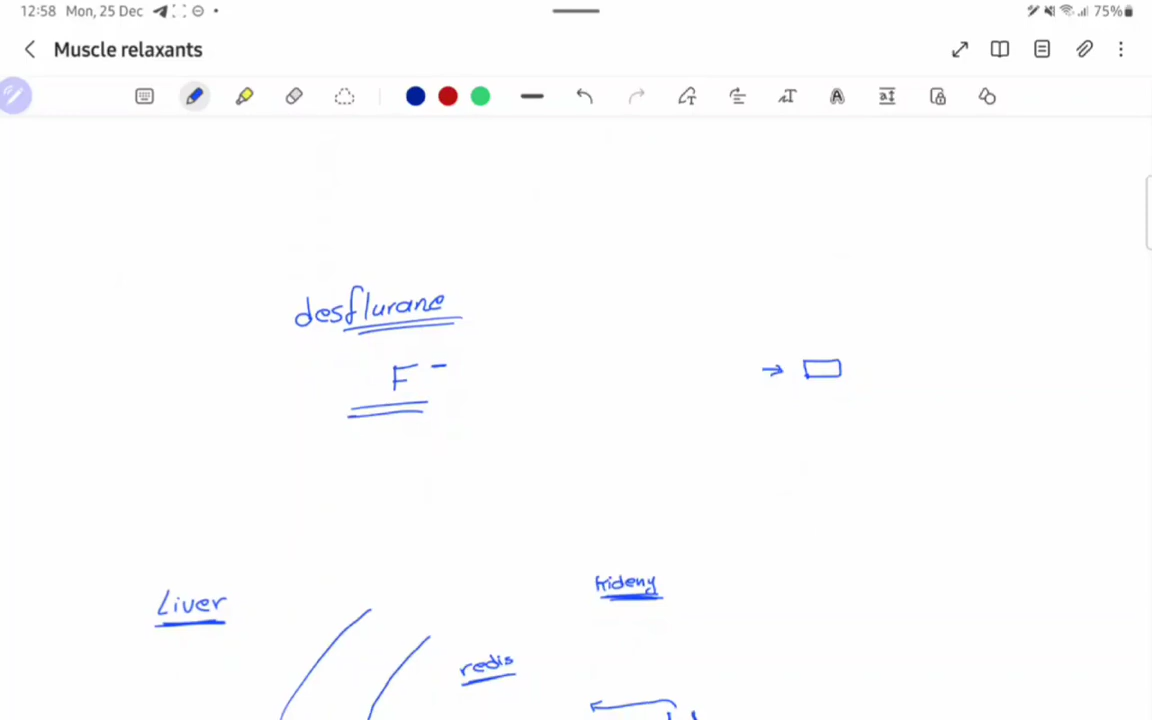 12:58 Mon, 25 Dec
75%
Muscle relaxants
desflurane
F -
kideny
Liver
redis